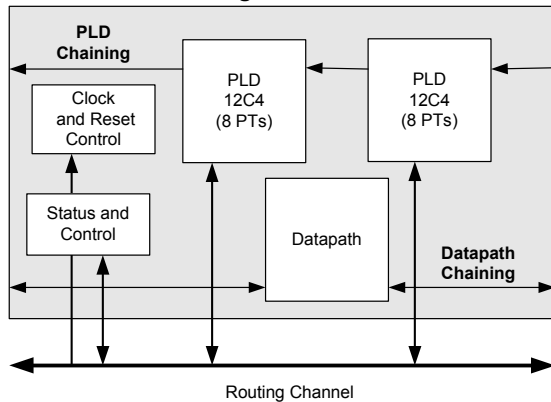 PLD
Chaining
PLD
12C4
(8 PTs)
PLD
12C4
(8 PTs)
Clock
and Reset
Control
Status and
Control
Datapath
Datapath
Chaining
Routing Channel